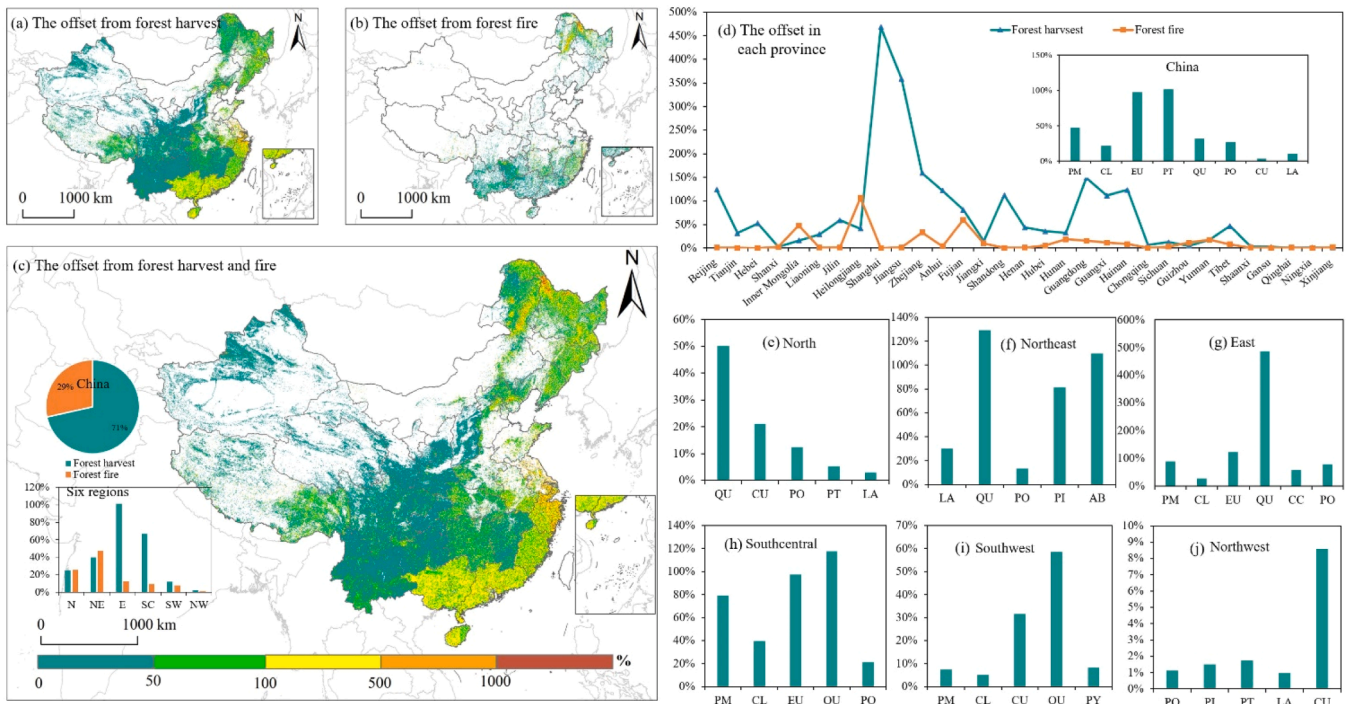 (a) The offset from forest harvest
N
0
1000 km
(b) The offset from forest fire
N
0
1000 km
(c) The offset from forest harvest and fire
N
29%
China
71%
Forest harvest
Forest fire
Six regions
120%
100%
80%
60%
40%
20%
0%
N NE E SC SW NW
0
1000 km
%
0 50 100 500 1000
(d) The offset in
each province
Forest harvsest
Forest fire
500%
450%
400%
350%
300%
250%
200%
150%
100%
50%
0%
China
150%
100%
50%
0%
PM CL EU PT QU PO CU LA
Beijing
Tianjin
Hebei
Shanxi
Inner Mongolia
Liaoning
Jilin
Heilongjiang
Shanghai
Jiangsu
Zhejiang
Anhui
Fujian
Jiangxi
Shandong
Henan
Hubei
Hunan
Guangdong
Guangxi
Hainan
Chongqing
Sichuan
Guizhou
Yunnan
Tibet
Shaanxi
Gansu
Qinghai
Ningxia
Xinjiang
(e) North
60%
50%
40%
30%
20%
10%
0%
QU CU PO PT LA
(f) Northeast
140%
120%
100%
80%
60%
40%
20%
0%
LA QU PO PI AB
(g) East
600%
500%
400%
300%
200%
100%
0%
PM CL EU QU CC PO
(h) Southcentral
140%
120%
100%
80%
60%
40%
20%
0%
PM CL EU QU PO
(i) Southwest
70%
60%
50%
40%
30%
20%
10%
0%
PM CL CU QU PY
(j) Northwest
10%
9%
8%
7%
6%
5%
4%
3%
2%
1%
0%
PO PI PT LA CU